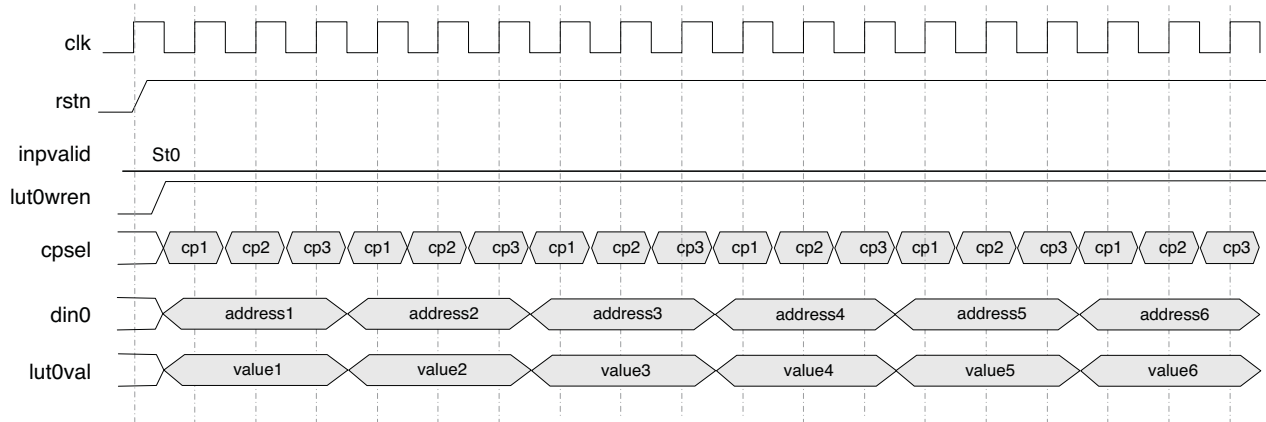 clk
rstn
inpvalid St0
lut0wren
cpsel cp1 cp2 cp3 cp1 cp2 cp3 cp1 cp2 cp3 cp1 cp2 cp3 cp1 cp2 cp3 cp1 cp2 cp3
din0 address1 address2 address3 address4 address5 address6
lut0val value1 value2 value3 value4 value5 value6